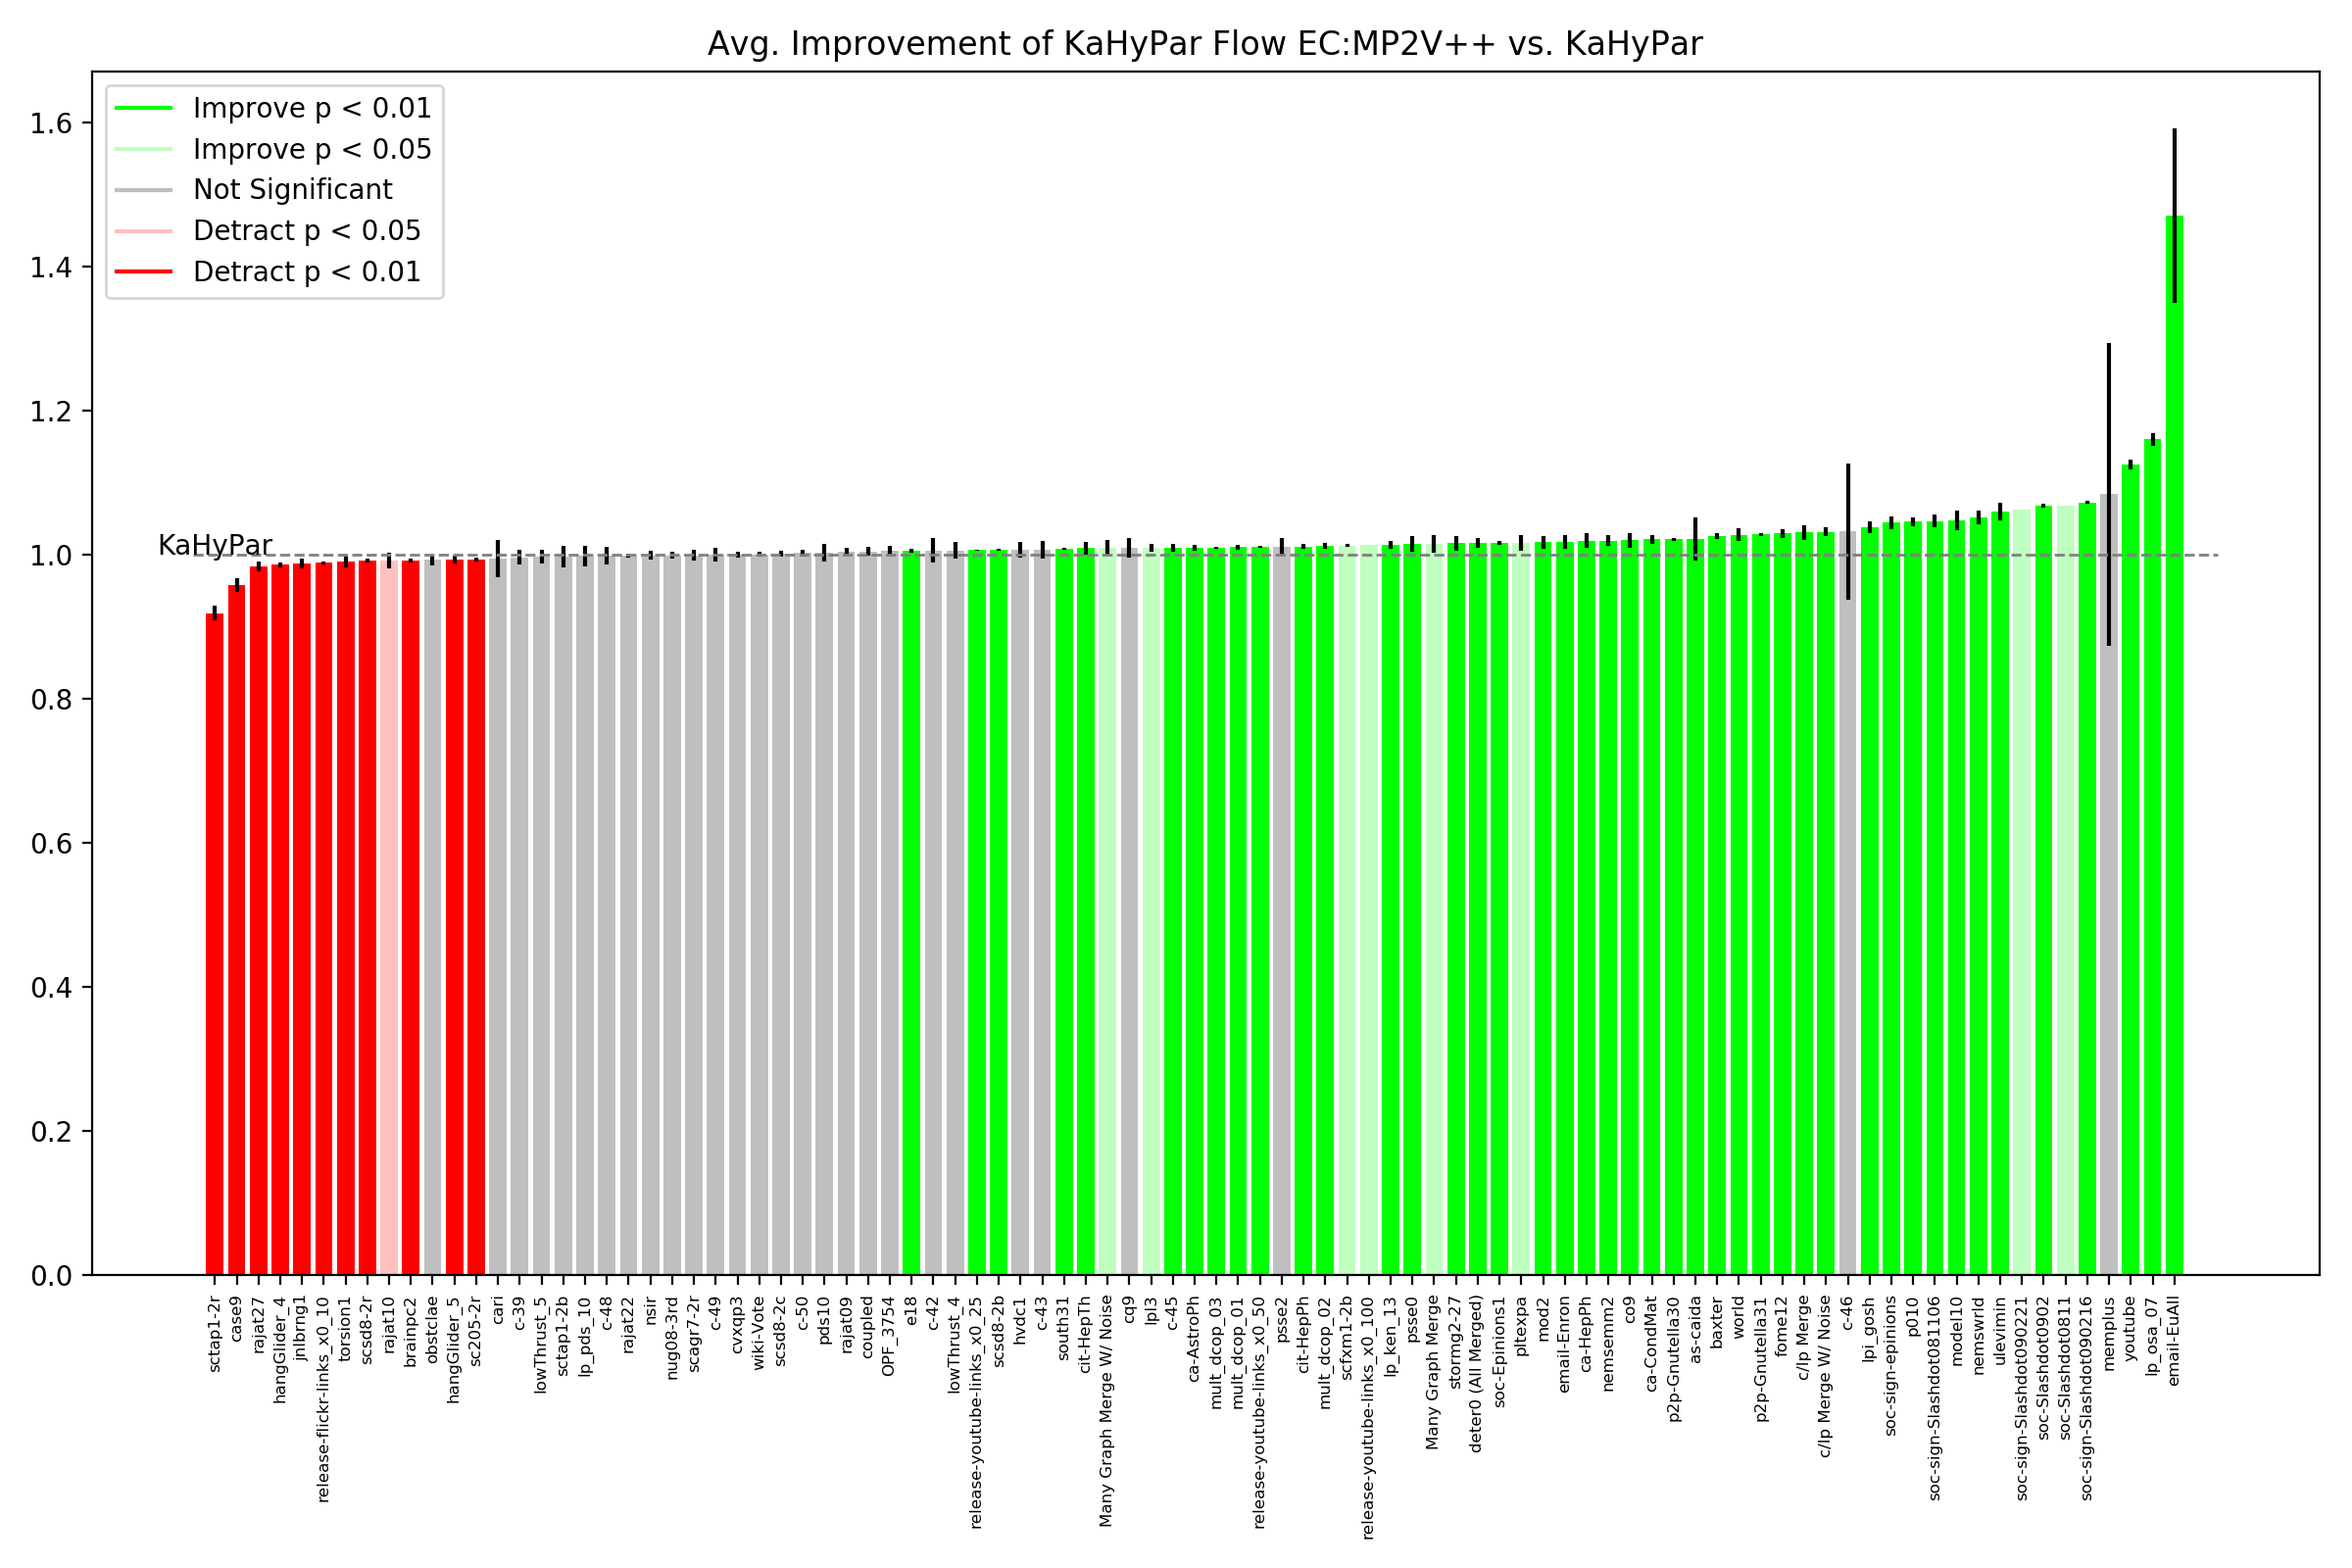 Avg. Improvement of KaHyPar Flow EC:MP2V++ vs. KaHyPar
Improve p < 0.01
Improve p < 0.05
Not Significant
Detract p < 0.05
Detract p < 0.01
1.6
1.4
1.2
1.0
0.8
0.6
0.4
0.2
0.0
KaHyPar
sctap1-2r
case9
rajat27
hangGlider_4
jnlbrng1
release-flickr-links_x0_10
torsion1
scsd8-2r
rajat10
brainpc2
obstclae
hangGlider_5
sc205-2r
cari
c-39
lowThrust_5
sctap1-2b
lp_pds_10
c-48
rajat22
nsir
nug08-3rd
scagr7-2r
c-49
cvxqp3
wiki-Vote
scsd8-2c
c-50
pds10
rajat09
coupled
OPF_3754
e18
c-42
lowThrust_4
release-youtube-links_x0_25
scsd8-2b
hvdc1
c-43
south31
cit-HepTh
Many Graph Merge W/ Noise
cq9
lpl3
c-45
ca-AstroPh
mult_dcop_03
mult_dcop_01
release-youtube-links_x0_50
psse2
cit-HepPh
mult_dcop_02
scfxm1-2b
release-youtube-links_x0_100
lp_ken_13
psse0
Many Graph Merge
stormg2-27
deter0 (All Merged)
soc-Epinions1
pltexpa
mod2
email-Enron
ca-HepPh
nemsemm2
co9
ca-CondMat
p2p-Gnutella30
as-caida
baxter
world
p2p-Gnutella31
fome12
c/lp Merge
c/lp Merge W/ Noise
c-46
lpi_gosh
soc-sign-epinions
p010
soc-sign-Slashdot081106
model10
nemswrld
ulevimin
soc-sign-Slashdot090221
soc-Slashdot0902
soc-Slashdot0811
soc-sign-Slashdot090216
memplus
youtube
lp_osa_07
email-EuAll